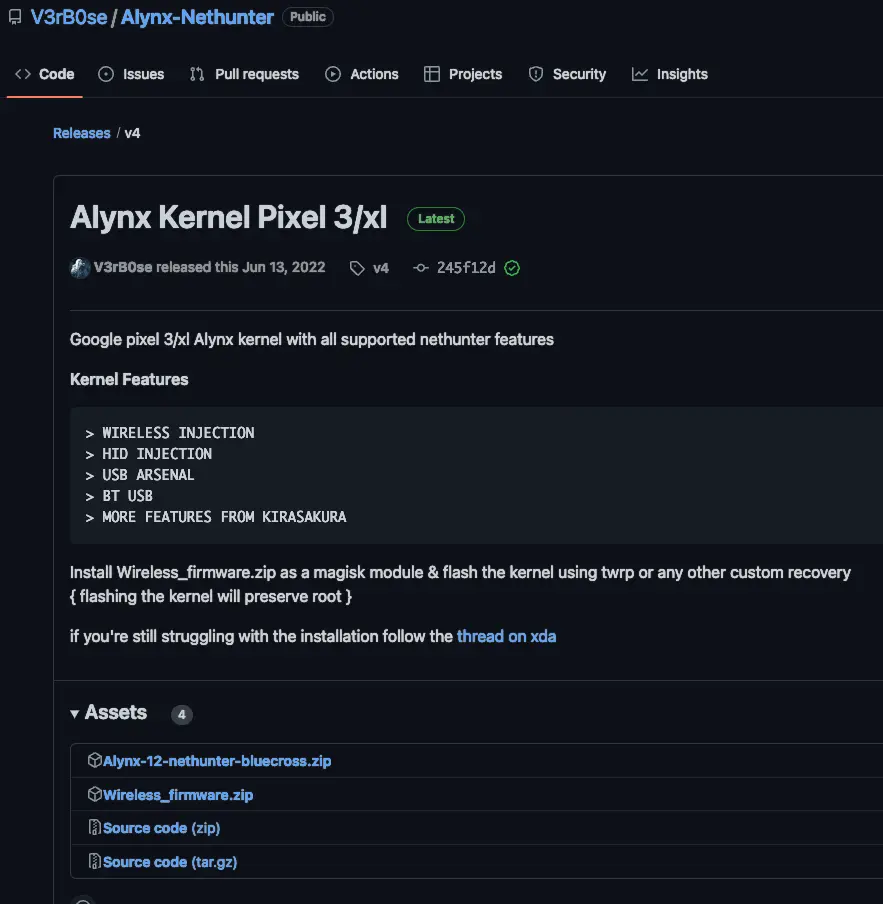 V3rB0se / Alynx-Nethunter Public
Code Issues Pull requests Actions Projects Security Insights
Releases / v4
Alynx Kernel Pixel 3/xl Latest
V3rB0se released this Jun 13, 2022 v4 245f12d
Google pixel 3/xl Alynx kernel with all supported nethunter features
Kernel Features
> WIRELESS INJECTION
> HID INJECTION
> USB ARSENAL
> BT USB
> MORE FEATURES FROM KIRASAKURA
Install Wireless_firmware.zip as a magisk module & flash the kernel using twrp or any other custom recovery
{ flashing the kernel will preserve root }
if you're still struggling with the installation follow the thread on xda
Assets 4
Alynx-12-nethunter-bluecross.zip
Wireless_firmware.zip
Source code (zip)
Source code (tar.gz)